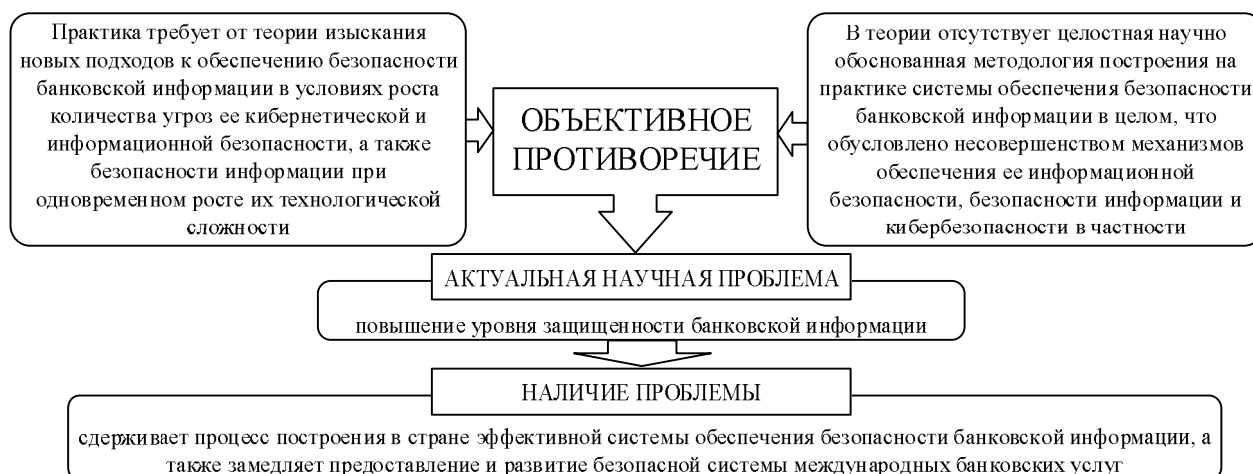 Практика требует от теории изыскания
новых подходов к обеспечению безопасности
банковской информации в условиях роста
количества угроз ее кибернетической и
информационной безопасности, а также
безопасности информации при
одновременном росте их технологической
сложности
ОБЪЕКТИВНОЕ
ПРОТИВОРЕЧИЕ
В теории отсутствует целостная научно
обоснованная методология построения на
практике системы обеспечения безопасности
банковской информации в целом, что
обусловлено несовершенством механизмов
обеспечения ее информационной
безопасности, безопасности информации и
кибербезопасности в частности
АКТУАЛЬНАЯ НАУЧНАЯ ПРОБЛЕМА
повышение уровня защищенности банковской информации
НАЛИЧИЕ ПРОБЛЕМЫ
сдерживает процесс построения в стране эффективной системы обеспечения безопасности банковской информации, а
также замедляет предоставление и развитие безопасной системы международных банковских услуг